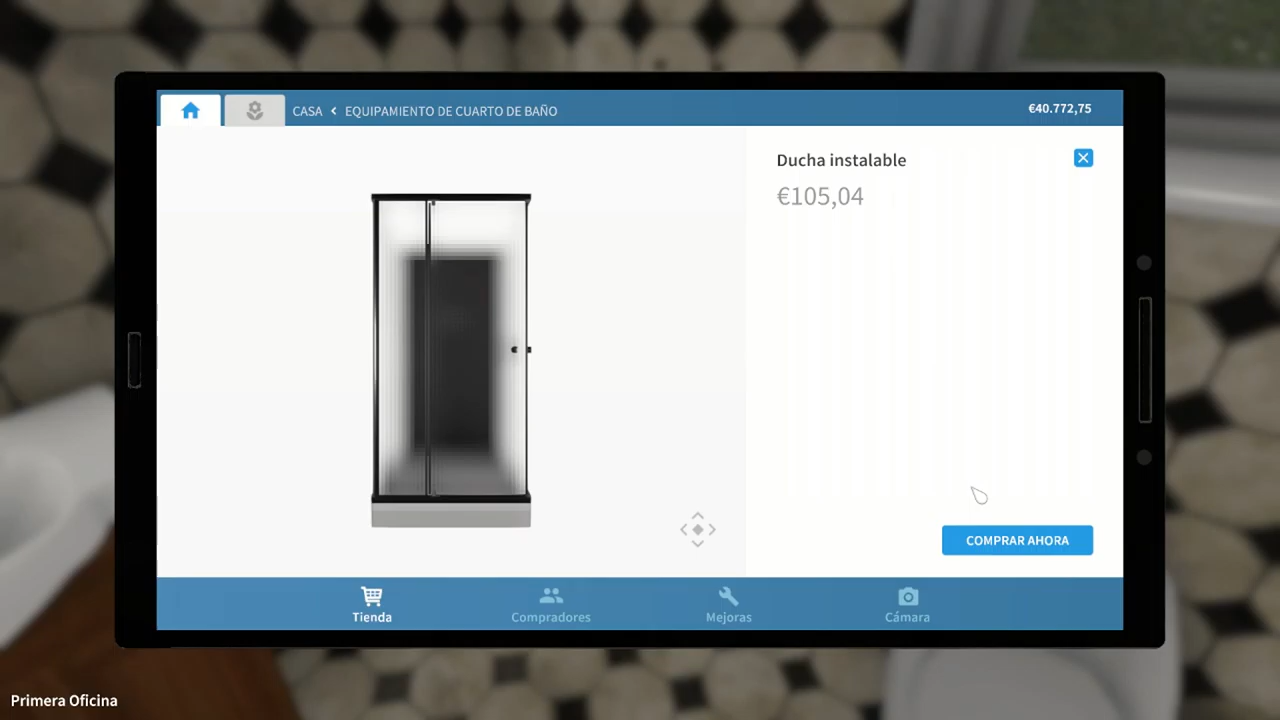 CASA < EQUIPAMIENTO DE CUARTO DE BAÑO
€40.772,75
Ducha instalable
€105,04
COMPRAR AHORA
Tienda
Compradores
Mejoras
Cámara
Primera Oficina